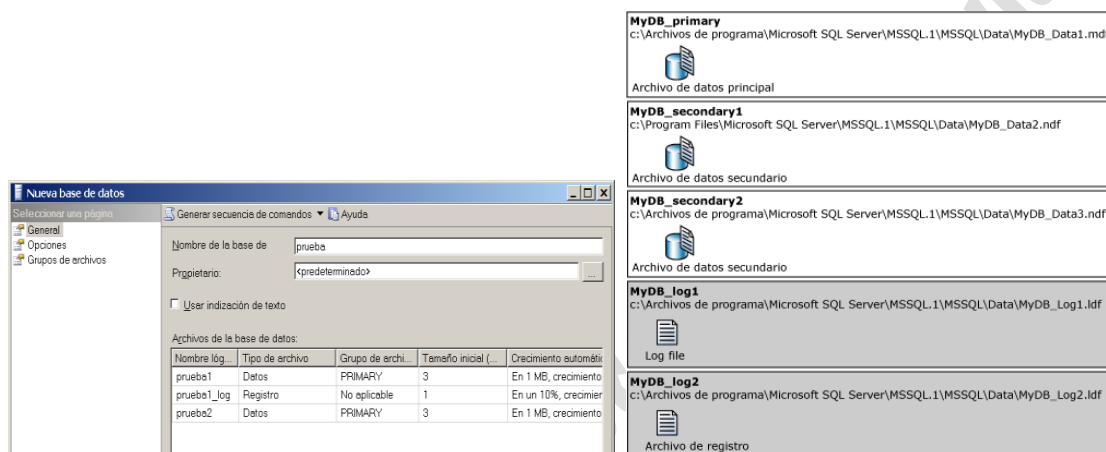 Nueva base de datos
Seleccionar una página
General
Opciones
Grupos de archivos
Generar secuencia de comandos
Ayuda
Nombre de la base de
prueba
Propietario:
<predeterminado>
...
Usar indización de texto
Archivos de la base de datos:
Nombre lóg... Tipo de archivo Grupo de archi... Tamaño inicial (... Crecimiento automátic
prueba1 Datos PRIMARY 3 En 1 MB, crecimiento
prueba1_log Registro No aplicable 1 En un 10%, crecimier
prueba2 Datos PRIMARY 3 En 1 MB, crecimiento
MyDB_primary
c:\Archivos de programa\Microsoft SQL Server\MSSQL.1\MSSQL\Data\MyDB_Data1.md
Archivo de datos principal
MyDB_secondary1
c:\Program Files\Microsoft SQL Server\MSSQL.1\MSSQL\Data\MyDB_Data2.ndf
Archivo de datos secundario
MyDB_secondary2
c:\Archivos de programa\Microsoft SQL Server\MSSQL.1\MSSQL\Data\MyDB_Data3.ndf
Archivo de datos secundario
MyDB_log1
c:\Archivos de programa\Microsoft SQL Server\MSSQL.1\MSSQL\Data\MyDB_Log1.ldf
Log file
MyDB_log2
c:\Archivos de programa\Microsoft SQL Server\MSSQL.1\MSSQL\Data\MyDB_Log2.ldf
Archivo de registro